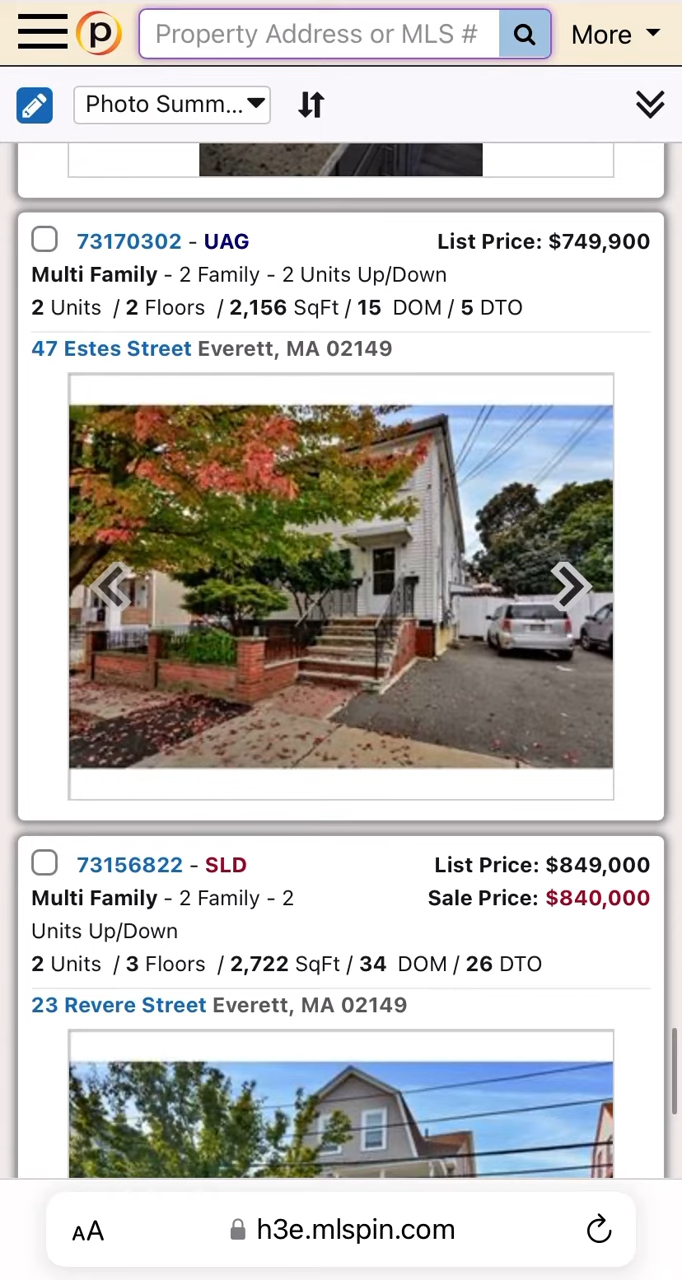 p Property Address or MLS # More
Photo Summ...
73170302 - UAG List Price: $749,900
Multi Family - 2 Family - 2 Units Up/Down
2 Units / 2 Floors / 2,156 SqFt / 15 DOM / 5 DTO
47 Estes Street Everett, MA 02149
73156822 - SLD List Price: $849,000
Multi Family - 2 Family - 2 Sale Price: $840,000
Units Up/Down
2 Units / 3 Floors / 2,722 SqFt / 34 DOM / 26 DTO
23 Revere Street Everett, MA 02149
AA h3e.mlspin.com